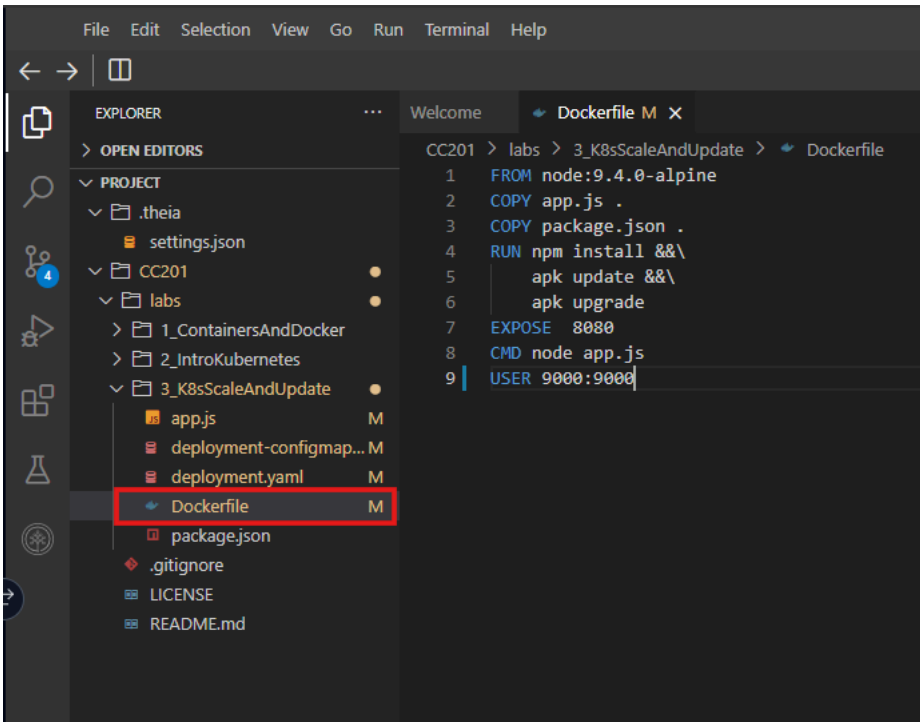 File Edit Selection View Go Run Terminal Help
EXPLORER ...
OPEN EDITORS
PROJECT
.theia
settings.json
CC201
labs
1_ContainersAndDocker
2_IntroKubernetes
3_K8sScaleAndUpdate
app.js M
deployment-configmap... M
deployment.yaml M
Dockerfile M
package.json
.gitignore
LICENSE
README.md
4
Welcome Dockerfile M
CC201 > labs > 3_K8sScaleAndUpdate > Dockerfile
1 FROM node:9.4.0-alpine
2 COPY app.js .
3 COPY package.json .
4 RUN npm install &&\
5 apk update &&\
6 apk upgrade
7 EXPOSE 8080
8 CMD node app.js
9 USER 9000:9000